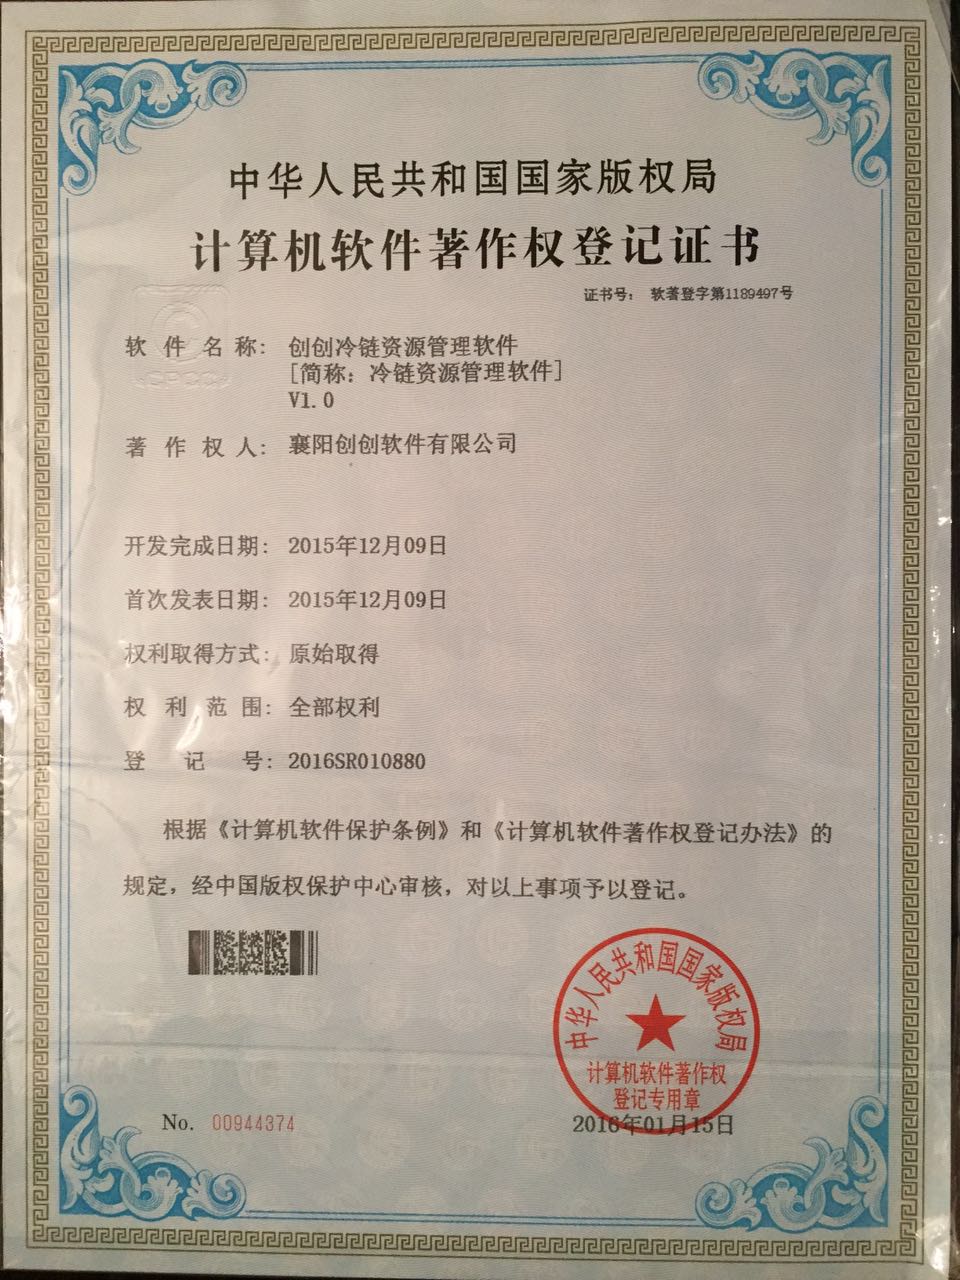 中华人民共和国国家版权局
计算机软件著作权登记证书
证书号： 软著登字第1189497号
软件名称： 创创冷链资源管理软件
[简称：冷链资源管理软件]
V1.0
著作权人： 襄阳创创软件有限公司
开发完成日期： 2015年12月09日
首次发表日期： 2015年12月09日
权利取得方式： 原始取得
权利范围： 全部权利
登记号： 2016SR010880
根据《计算机软件保护条例》和《计算机软件著作权登记办法》的
规定，经中国版权保护中心审核，对以上事项予以登记。
中华人民共和国国家版权局
计算机软件著作权
登记专用章
No. 00944374
2016年01月15日